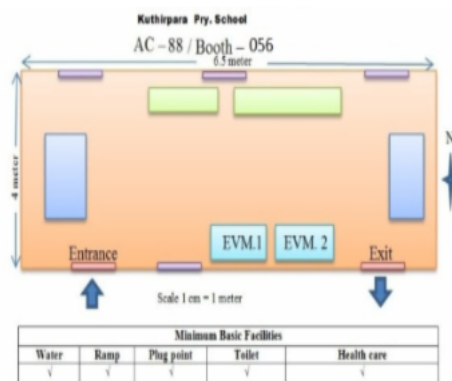 Kuthirpara Pry. School
AC – 88 / Booth – 056
6.5 meter
4 meter
N
EVM.1 EVM. 2
Entrance Exit
Scale 1 cm = 1 meter
Minimum Basic Facilities
Water Ramp Plug point Toilet Health care
√ √ √ √ √